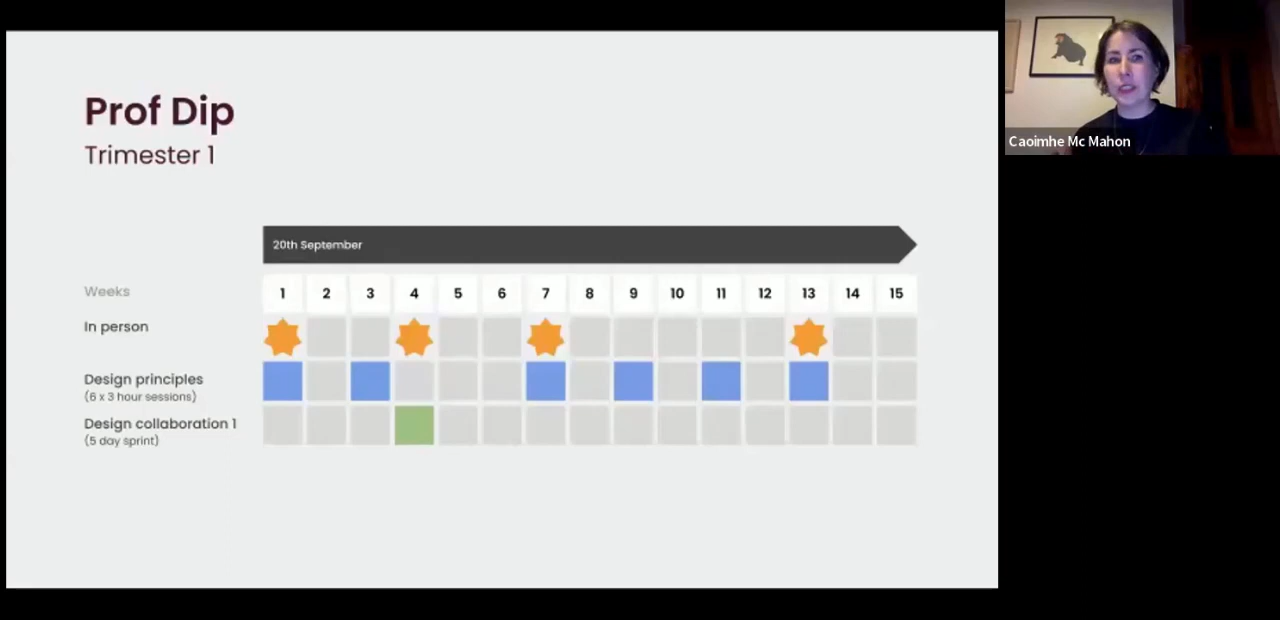 Prof Dip
Trimester 1
20th September
Weeks 1 2 3 4 5 6 7 8 9 10 11 12 13 14 15
In person
Design principles
(6 x 3 hour sessions)
Design collaboration 1
(5 day sprint)
Caoimhe Mc Mahon